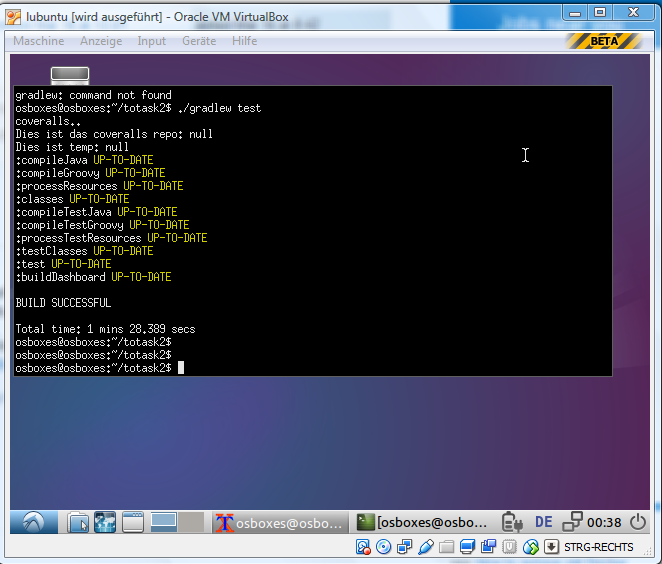 lubuntu [wird ausgeführt] - Oracle VM VirtualBox
Maschine Anzeige Input Geräte Hilfe
BETA
gradlew: command not found
osboxes@osboxes:~/totask2$ ./gradlew test
coveralls..
Dies ist das coveralls repo: null
Dies ist temp: null
:compileJava UP-TO-DATE
:compileGroovy UP-TO-DATE
:processResources UP-TO-DATE
:classes UP-TO-DATE
:compileTestJava UP-TO-DATE
:compileTestGroovy UP-TO-DATE
:processTestResources UP-TO-DATE
:testClasses UP-TO-DATE
:test UP-TO-DATE
:buildDashboard UP-TO-DATE
BUILD SUCCESSFUL
Total time: 1 mins 28.389 secs
osboxes@osboxes:~/totask2$
osboxes@osboxes:~/totask2$
osboxes@osboxes:~/totask2$
osboxes@osbo... [osboxes@osbo... DE 00:38
STRG-RECHTS